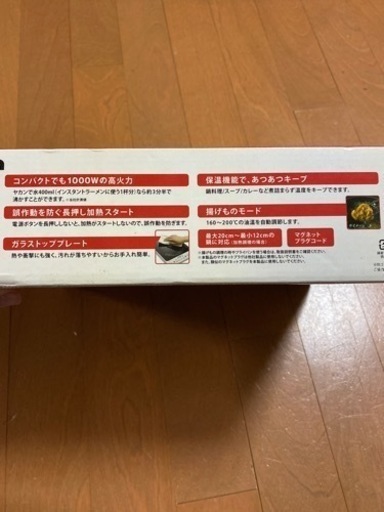 コンパクトでも1000Wの高火力
ヤカンで水400ml(インスタントラーメンに使う1杯分)なら約3分半で
沸かすことができます。
誤作動を防ぐ長押し加熱スタート
電源ボタンを長押ししないと、加熱がスタートしないので、誤作動を防ぎます。
ガラストッププレート
熱や衝撃にも強く、汚れが落ちやすいからお手入れ簡単。
保温機能で、あつあつキープ
鍋料理/スープ/カレーなど煮詰まらず温度をキープできます。
揚げものモード
160〜200℃の油温を自動調節します。
最大20cm〜最小12cmの
鍋に対応
マグネット
プラグコード